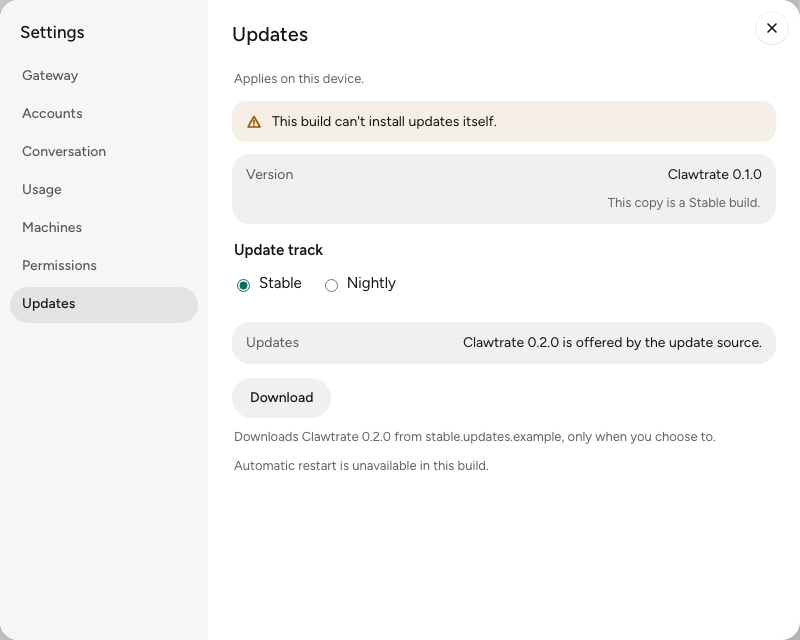 Settings
Gateway
Accounts
Conversation
Usage
Machines
Permissions
Updates
Updates
Applies on this device.
This build can't install updates itself.
Version
Clawtrate 0.1.0
This copy is a Stable build.
Update track
Stable
Nightly
Updates
Clawtrate 0.2.0 is offered by the update source.
Download
Downloads Clawtrate 0.2.0 from stable.updates.example, only when you choose to.
Automatic restart is unavailable in this build.